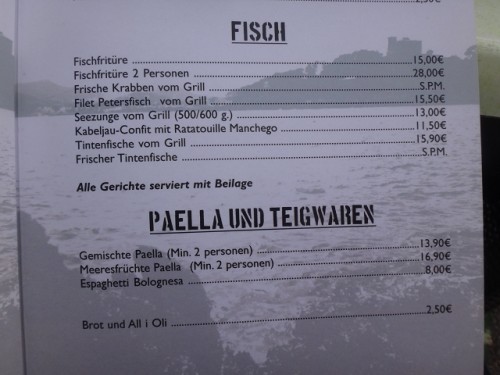 2,50€
FISCH
Fischfritüre 15,00€
Fischfritüre 2 Personen 28,00€
Frische Krabben vom Grill S.P.M.
Filet Petersfisch vom Grill 15,50€
Seezunge vom Grill (500/600 g.) 13,00€
Kabeljau-Confit mit Ratatouille Manchego 11,50€
Tintenfische vom Grill 15,90€
Frischer Tintenfische S.P.M.
Alle Gerichte serviert mit Beilage
PAELLA UND TEIGWAREN
Gemischte Paella (Min. 2 personen) 13,90€
Meeresfrüchte Paella (Min. 2 personen) 16,90€
Espaghetti Bolognesa 8,00€
Brot und All i Oli 2,50€